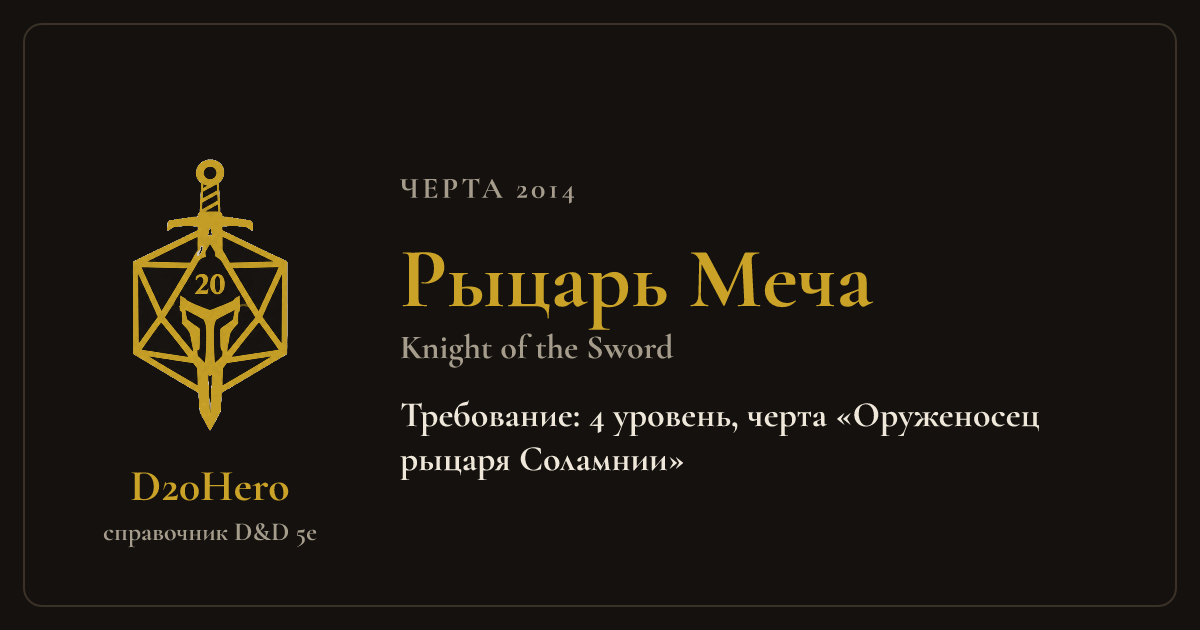 20
D20Hero
справочник D&D 5e
ЧЕРТА 2014
Рыцарь Меча
Knight of the Sword
Требование: 4 уровень, черта «Оруженосец
рыцаря Соламнии»